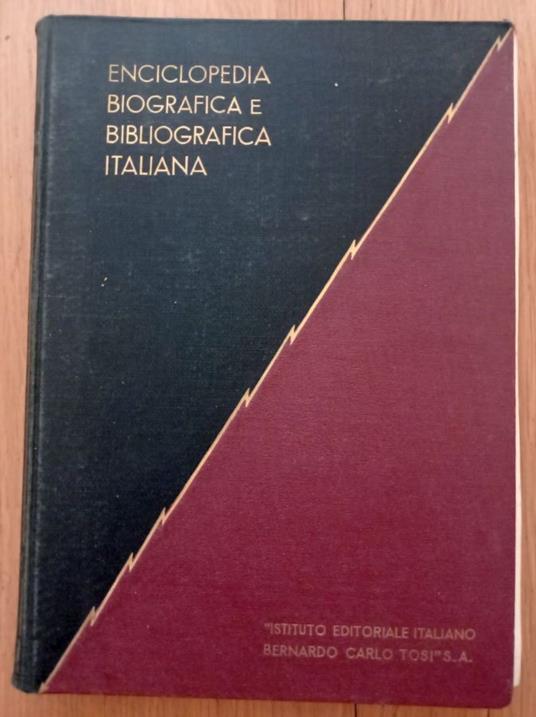 ENCICLOPEDIA
BIOGRAFICA E
BIBLIOGRAFICA
ITALIANA
"ISTITUTO EDITORIALE ITALIANO
BERNARDO CARLO TOSI" S.A.